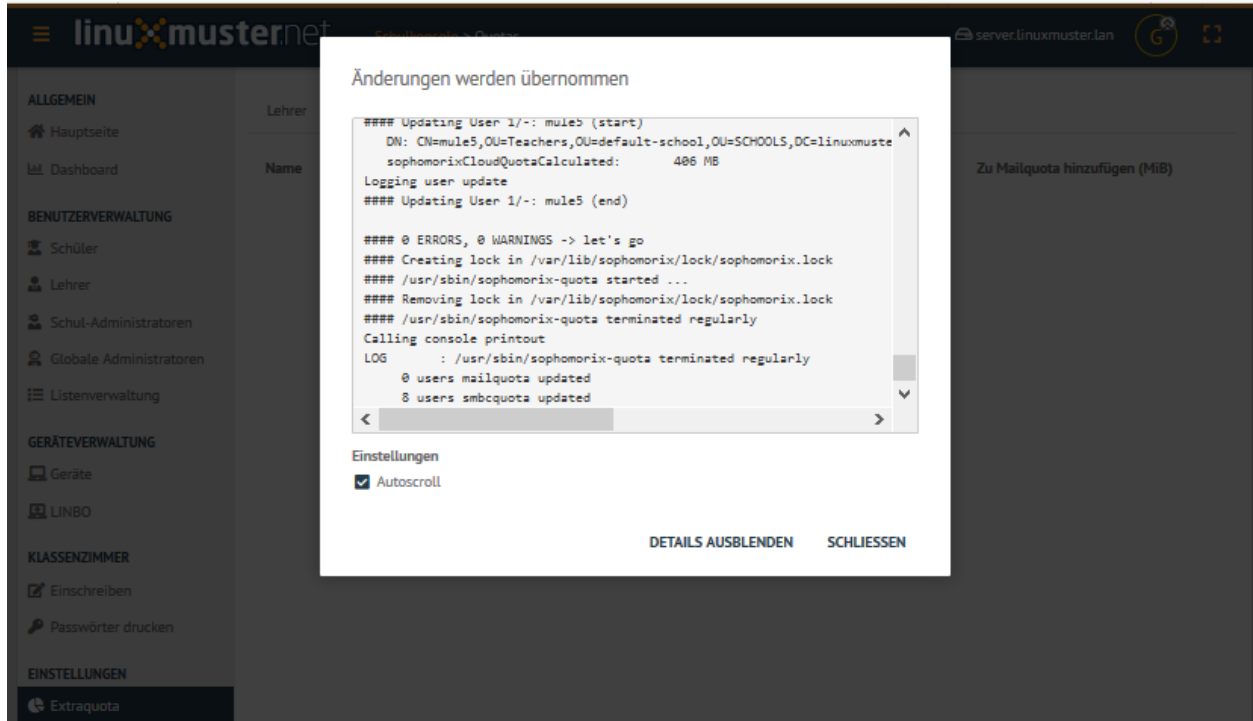 linuxmuster.net
Schulkonsole > Quotas
server.linuxmuster.lan
G
ALLGEMEIN
Hauptseite
Dashboard
BENUTZERVERWALTUNG
Schüler
Lehrer
Schul-Administratoren
Globale Administratoren
Listenverwaltung
GERÄTEVERWALTUNG
Geräte
LINBO
KLASSENZIMMER
Einschreiben
Passwörter drucken
EINSTELLUNGEN
Extraquota
Lehrer
Name
Zu Mailquota hinzufügen (MiB)
Änderungen werden übernommen
#### Updating User 1/-: mule5 (start)
DN: CN=mule5,OU=Teachers,OU=default-school,OU=SCHOOLS,DC=linuxmuste
sophomorixCloudQuotaCalculated: 406 MB
Logging user update
#### Updating User 1/-: mule5 (end)
#### 0 ERRORS, 0 WARNINGS -> let's go
#### Creating lock in /var/lib/sophomorix/lock/sophomorix.lock
#### /usr/sbin/sophomorix-quota started ...
#### Removing lock in /var/lib/sophomorix/lock/sophomorix.lock
#### /usr/sbin/sophomorix-quota terminated regularly
Calling console printout
LOG : /usr/sbin/sophomorix-quota terminated regularly
0 users mailquota updated
8 users smbcquota updated
Einstellungen
Autoscroll
DETAILS AUSBLENDEN SCHLIESSEN